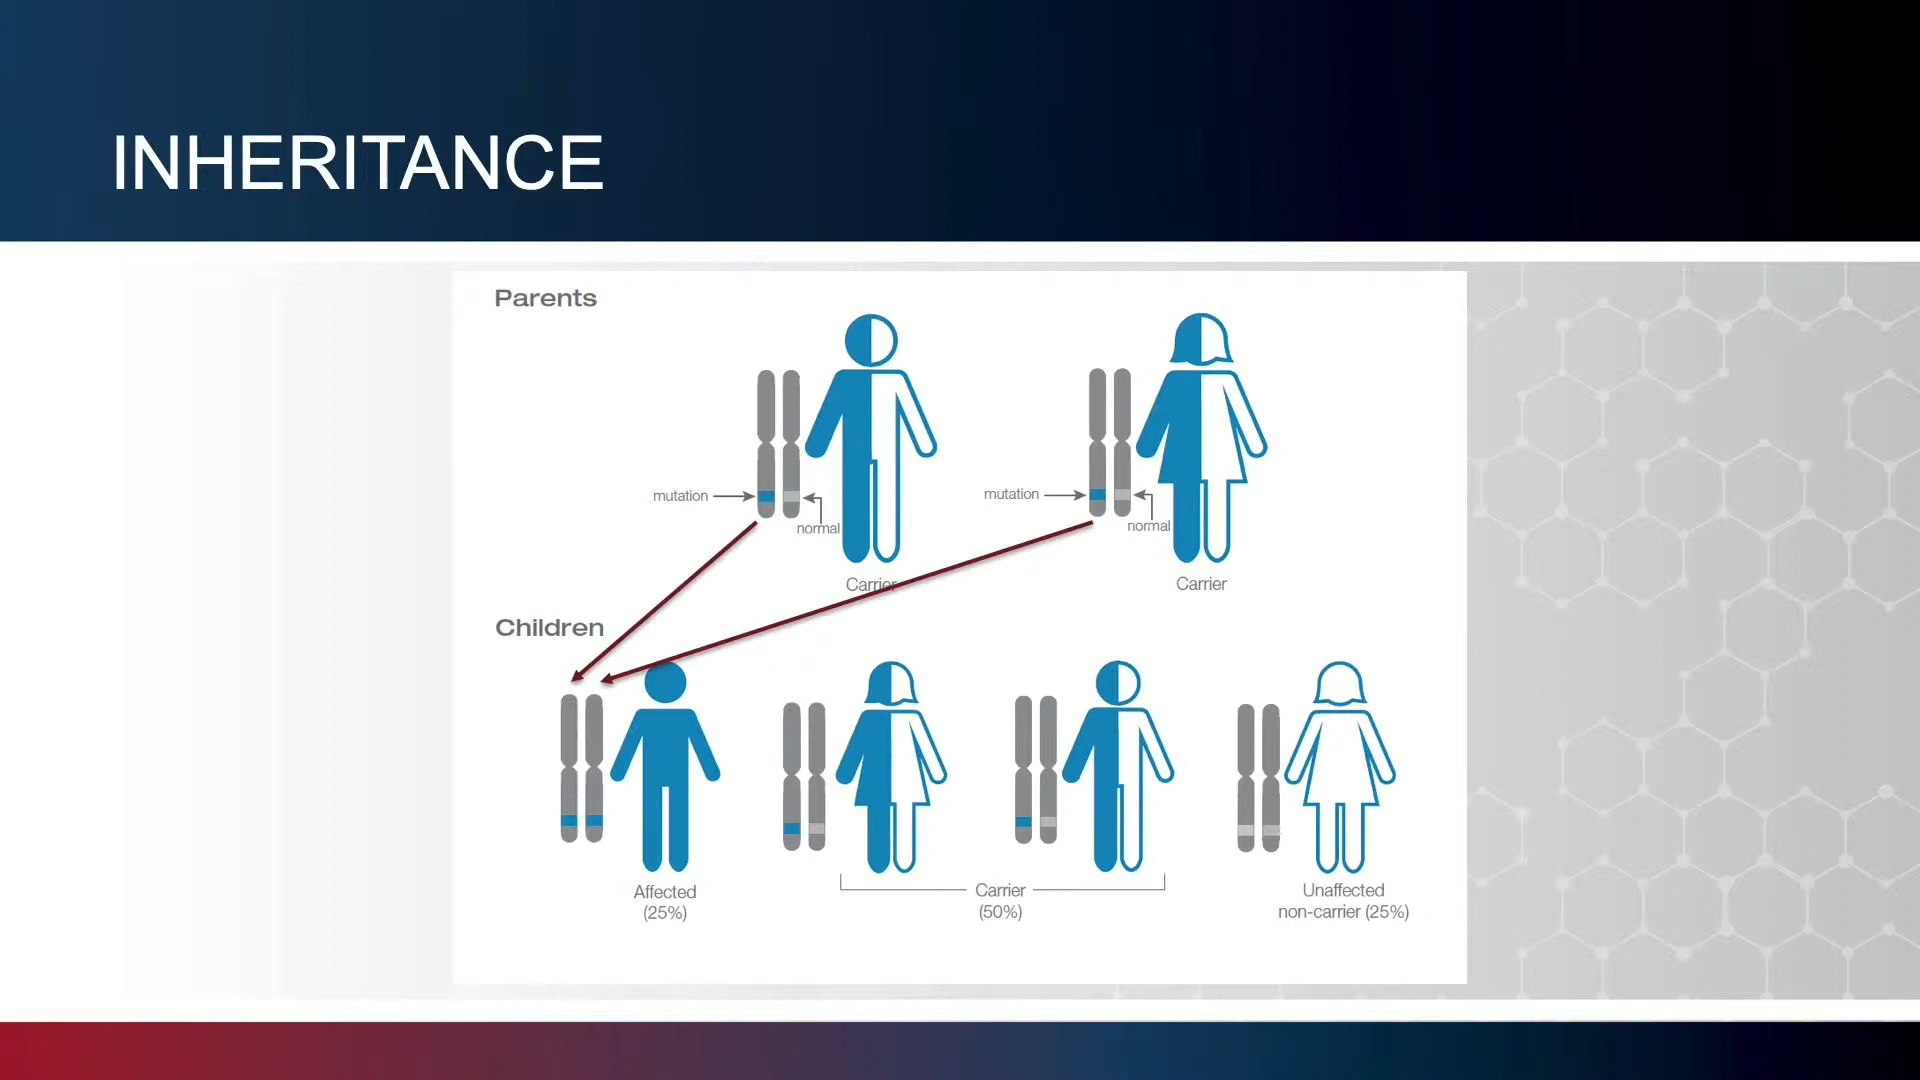 INHERITANCE
Parents
mutation
normal
Carrier
mutation
normal
Carrier
Children
Affected
(25%)
Carrier
(50%)
Unaffected
non-carrier (25%)